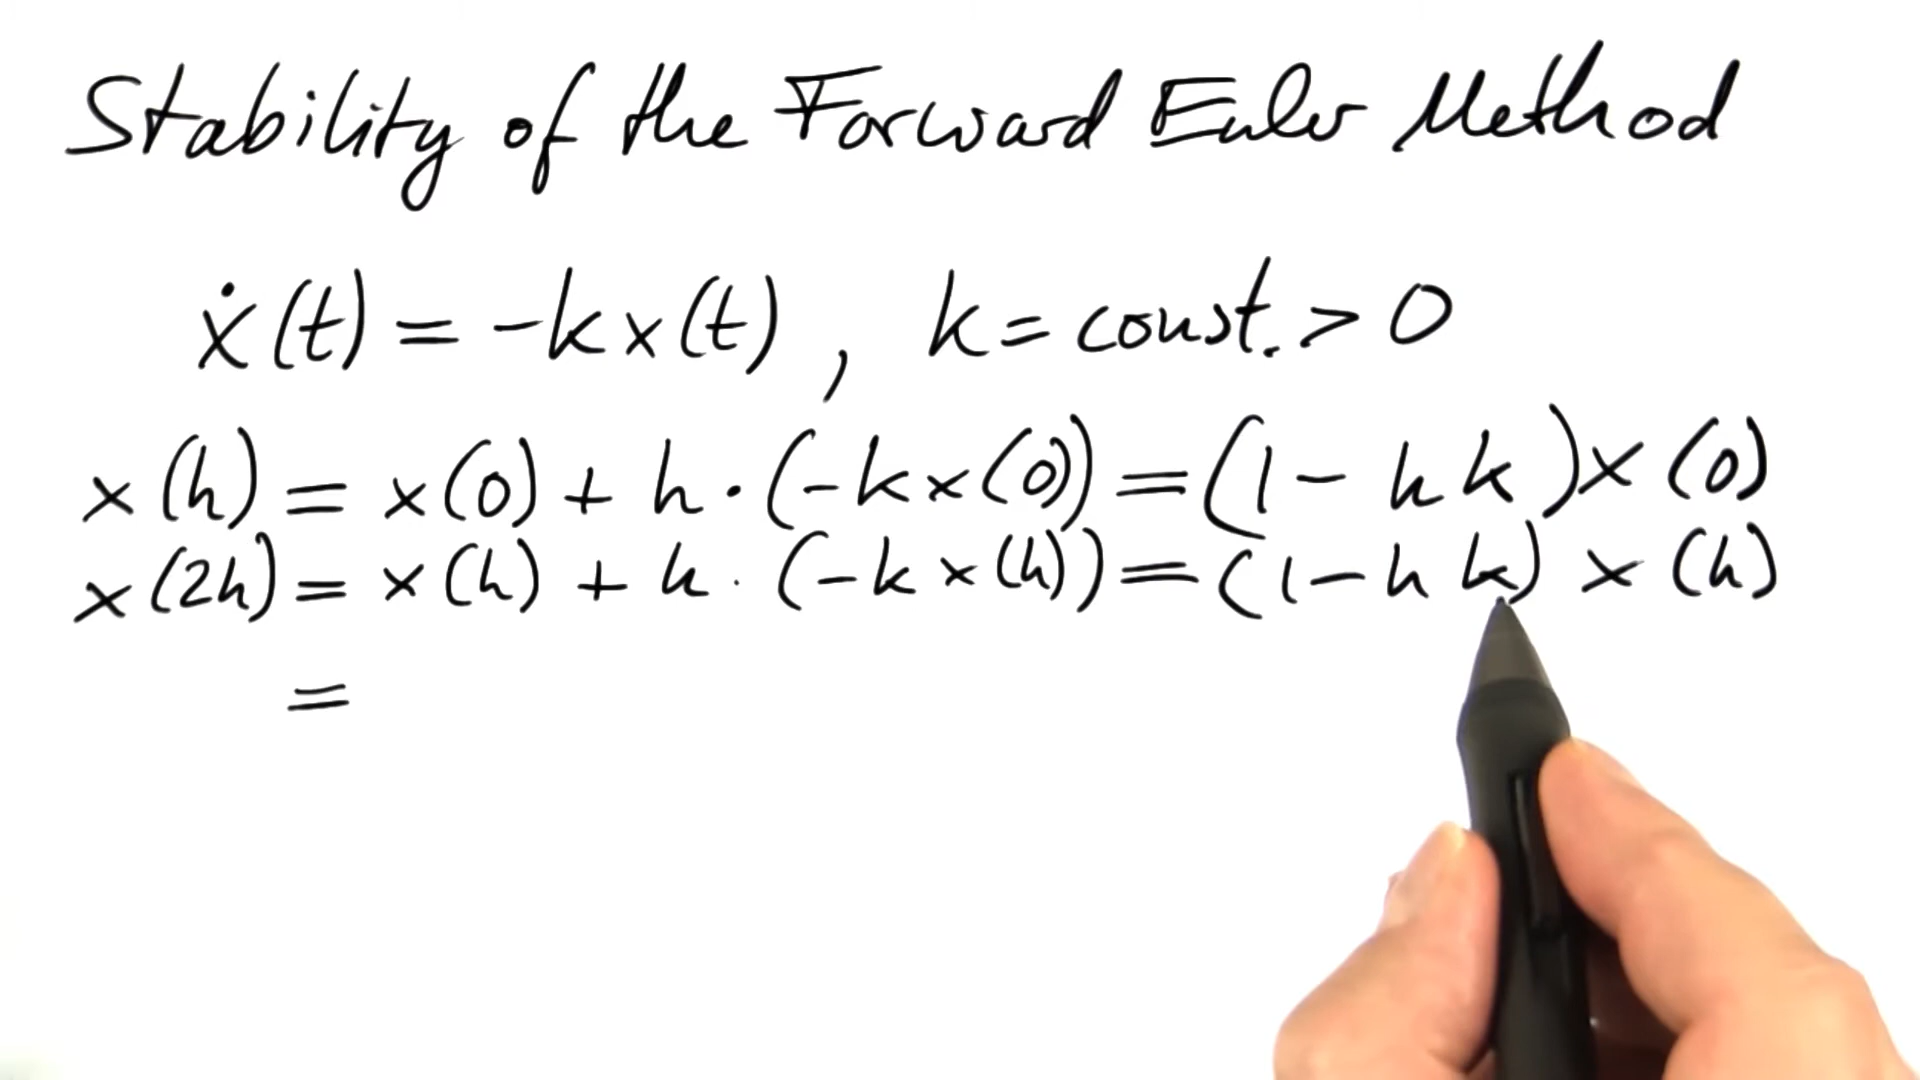 Stability of the Forward Euler Method
ẋ(t) = -kx(t), k = const. > 0
x(h) = x(0) + h·(-kx(0)) = (1 - hk)x(0)
x(2h) = x(h) + h·(-kx(h)) = (1 - hk)x(h)
=